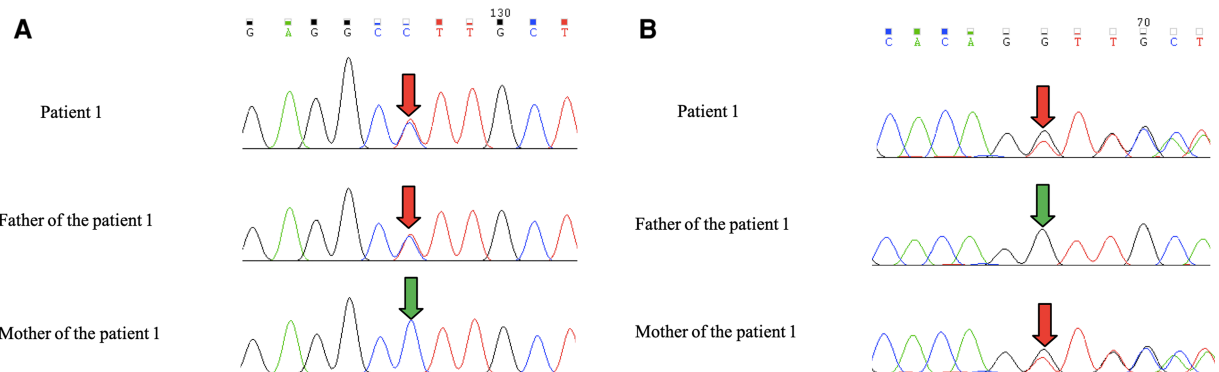 A
130
G A G G C C T T G C T
Patient 1
Father of the patient 1
Mother of the patient 1
B
70
C A C A G G T T G C T
Patient 1
Father of the patient 1
Mother of the patient 1